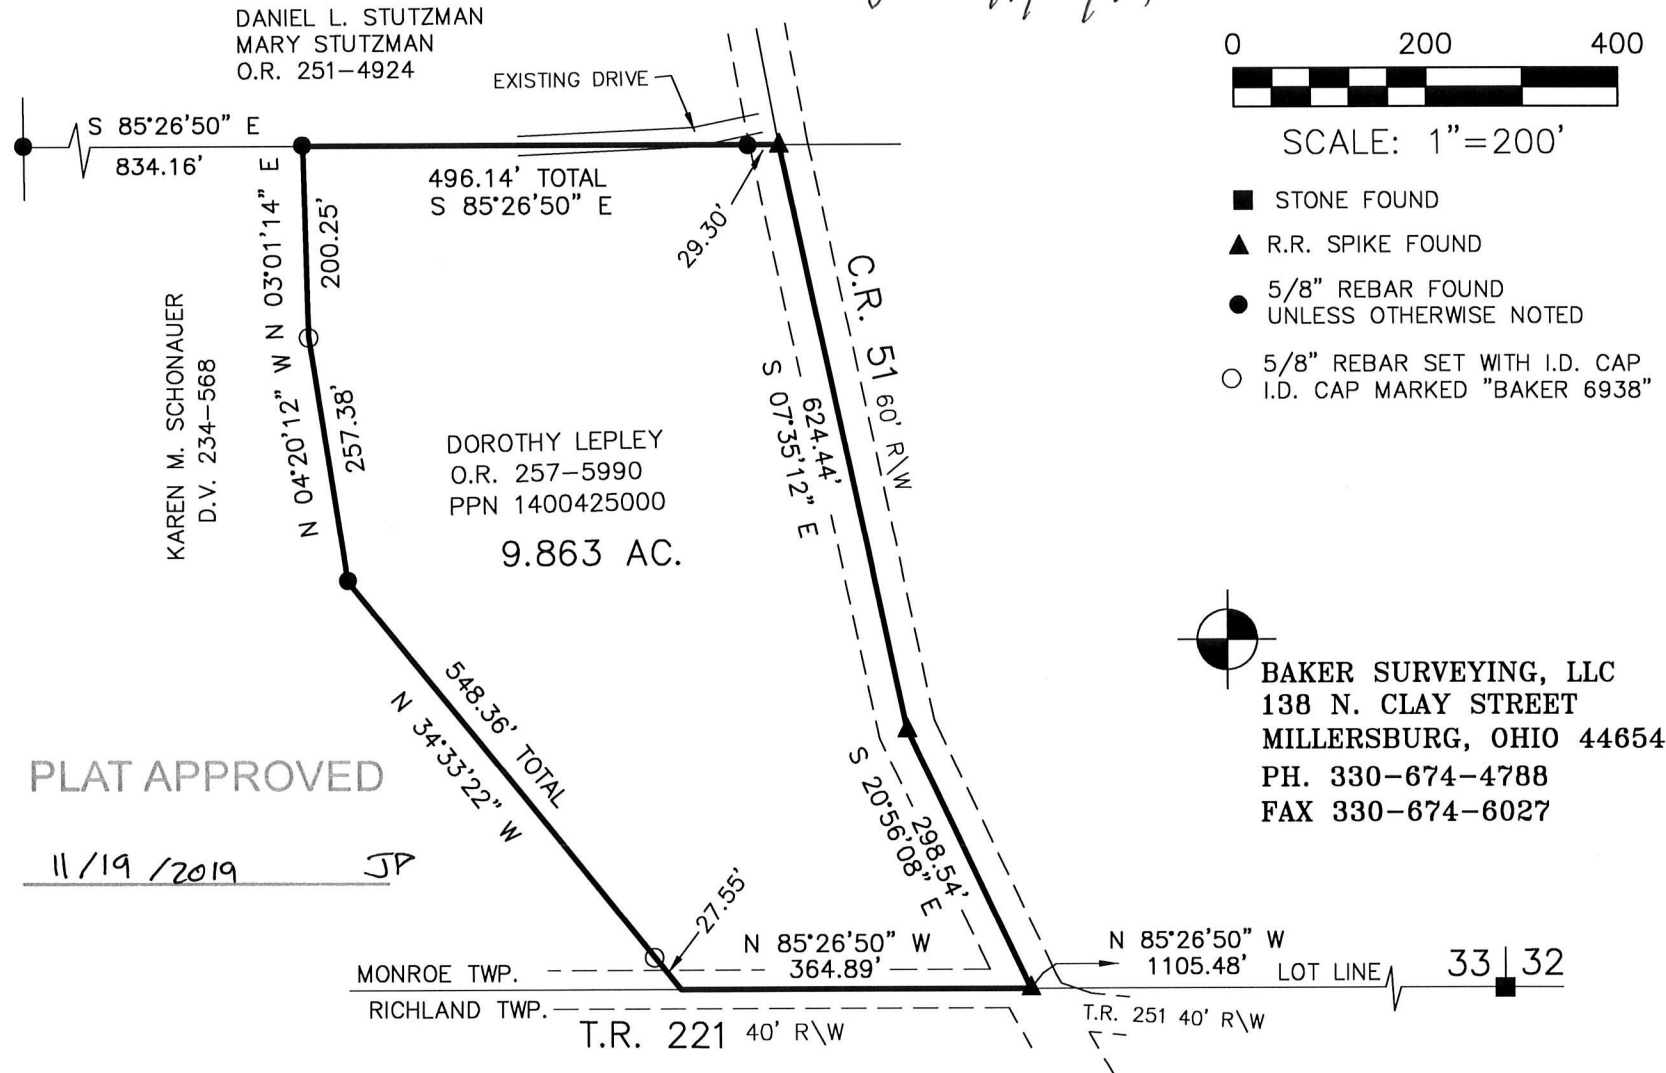 DANIEL L. STUTZMAN
MARY STUTZMAN
O.R. 251-4924
EXISTING DRIVE
S 85°26'50" E
834.16'
496.14' TOTAL
S 85°26'50" E
29.30'
N 03°01'14" E
200.25'
N 04°20'12" W
257.38'
KAREN M. SCHONAUER
D.V. 234-568
DOROTHY LEPLEY
O.R. 257-5990
PPN 1400425000
9.863 AC.
C.R. 51 60' R\W
624.44'
S 07°35'12" E
548.36' TOTAL
N 34°33'22" W
298.54'
S 20°56'08" E
27.55'
N 85°26'50" W
364.89'
N 85°26'50" W
1105.48'
LOT LINE
33 32
MONROE TWP.
RICHLAND TWP.
T.R. 221 40' R\W
T.R. 251 40' R\W
PLAT APPROVED
11/19/2019 JP
0 200 400
SCALE: 1"=200'
STONE FOUND
R.R. SPIKE FOUND
5/8" REBAR FOUND
UNLESS OTHERWISE NOTED
5/8" REBAR SET WITH I.D. CAP
I.D. CAP MARKED "BAKER 6938"
BAKER SURVEYING, LLC
138 N. CLAY STREET
MILLERSBURG, OHIO 44654
PH. 330-674-4788
FAX 330-674-6027